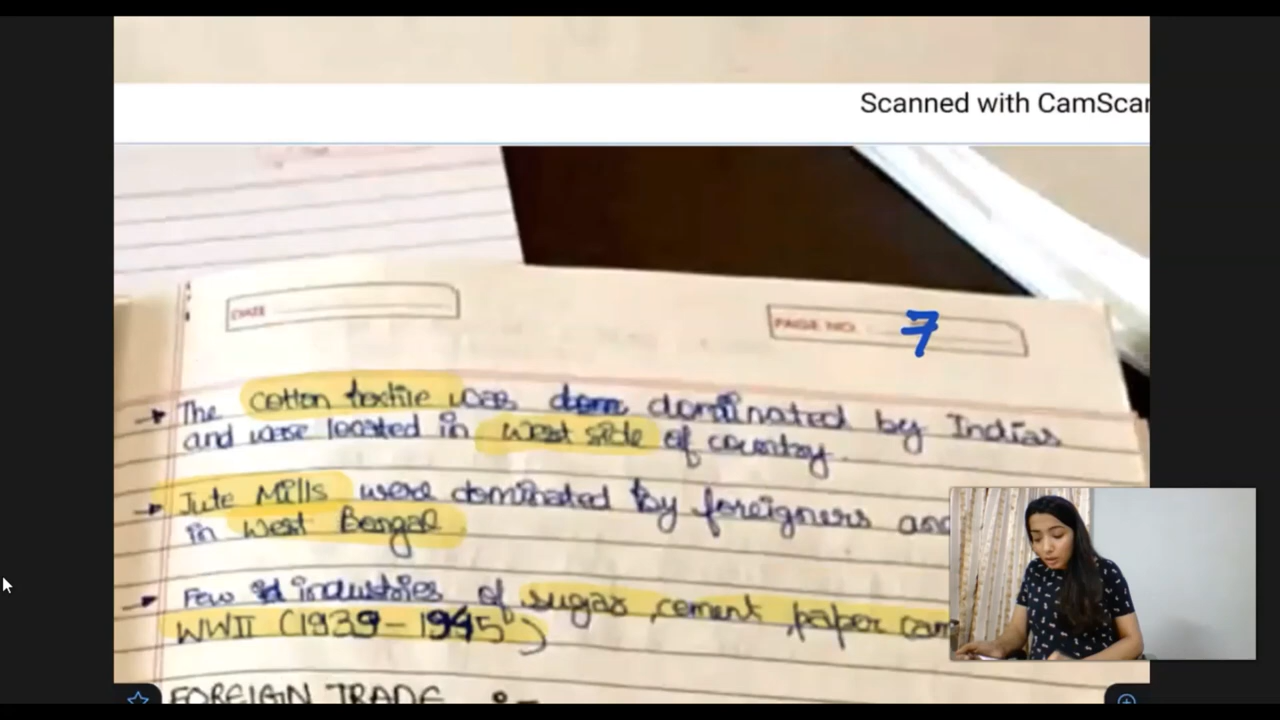 Scanned with CamScan
DATE
PAGE NO. 7
→ The cotton textile was dom dominated by Indias
and were located in west side of country.
→ Jute Mills were dominated by foreigners and
in West Bengal
→ Few industries of sugar, cement, paper cam
WWII (1939-1945)
FOREIGN TRADE :-